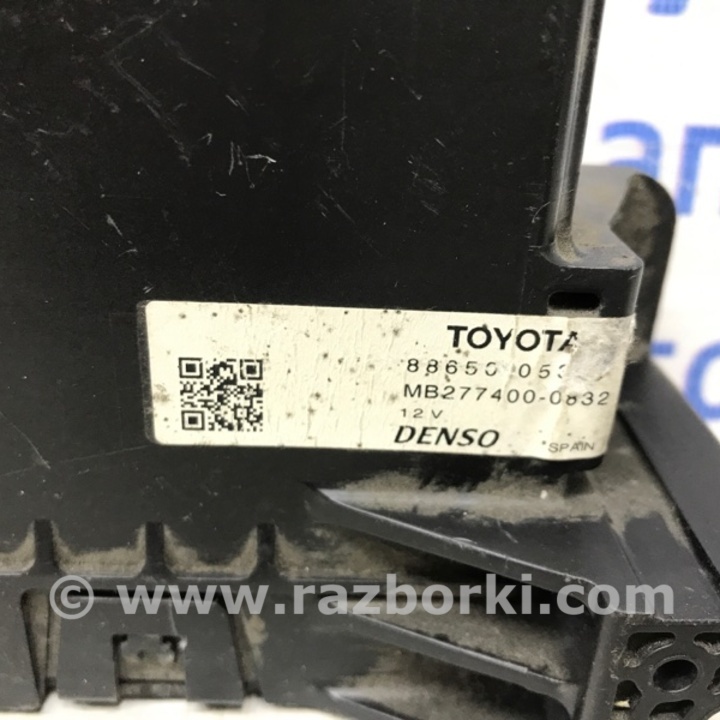 TOYOTA
MB277400-0832
12V
DENSO
SPAIN
© www.razborki.com